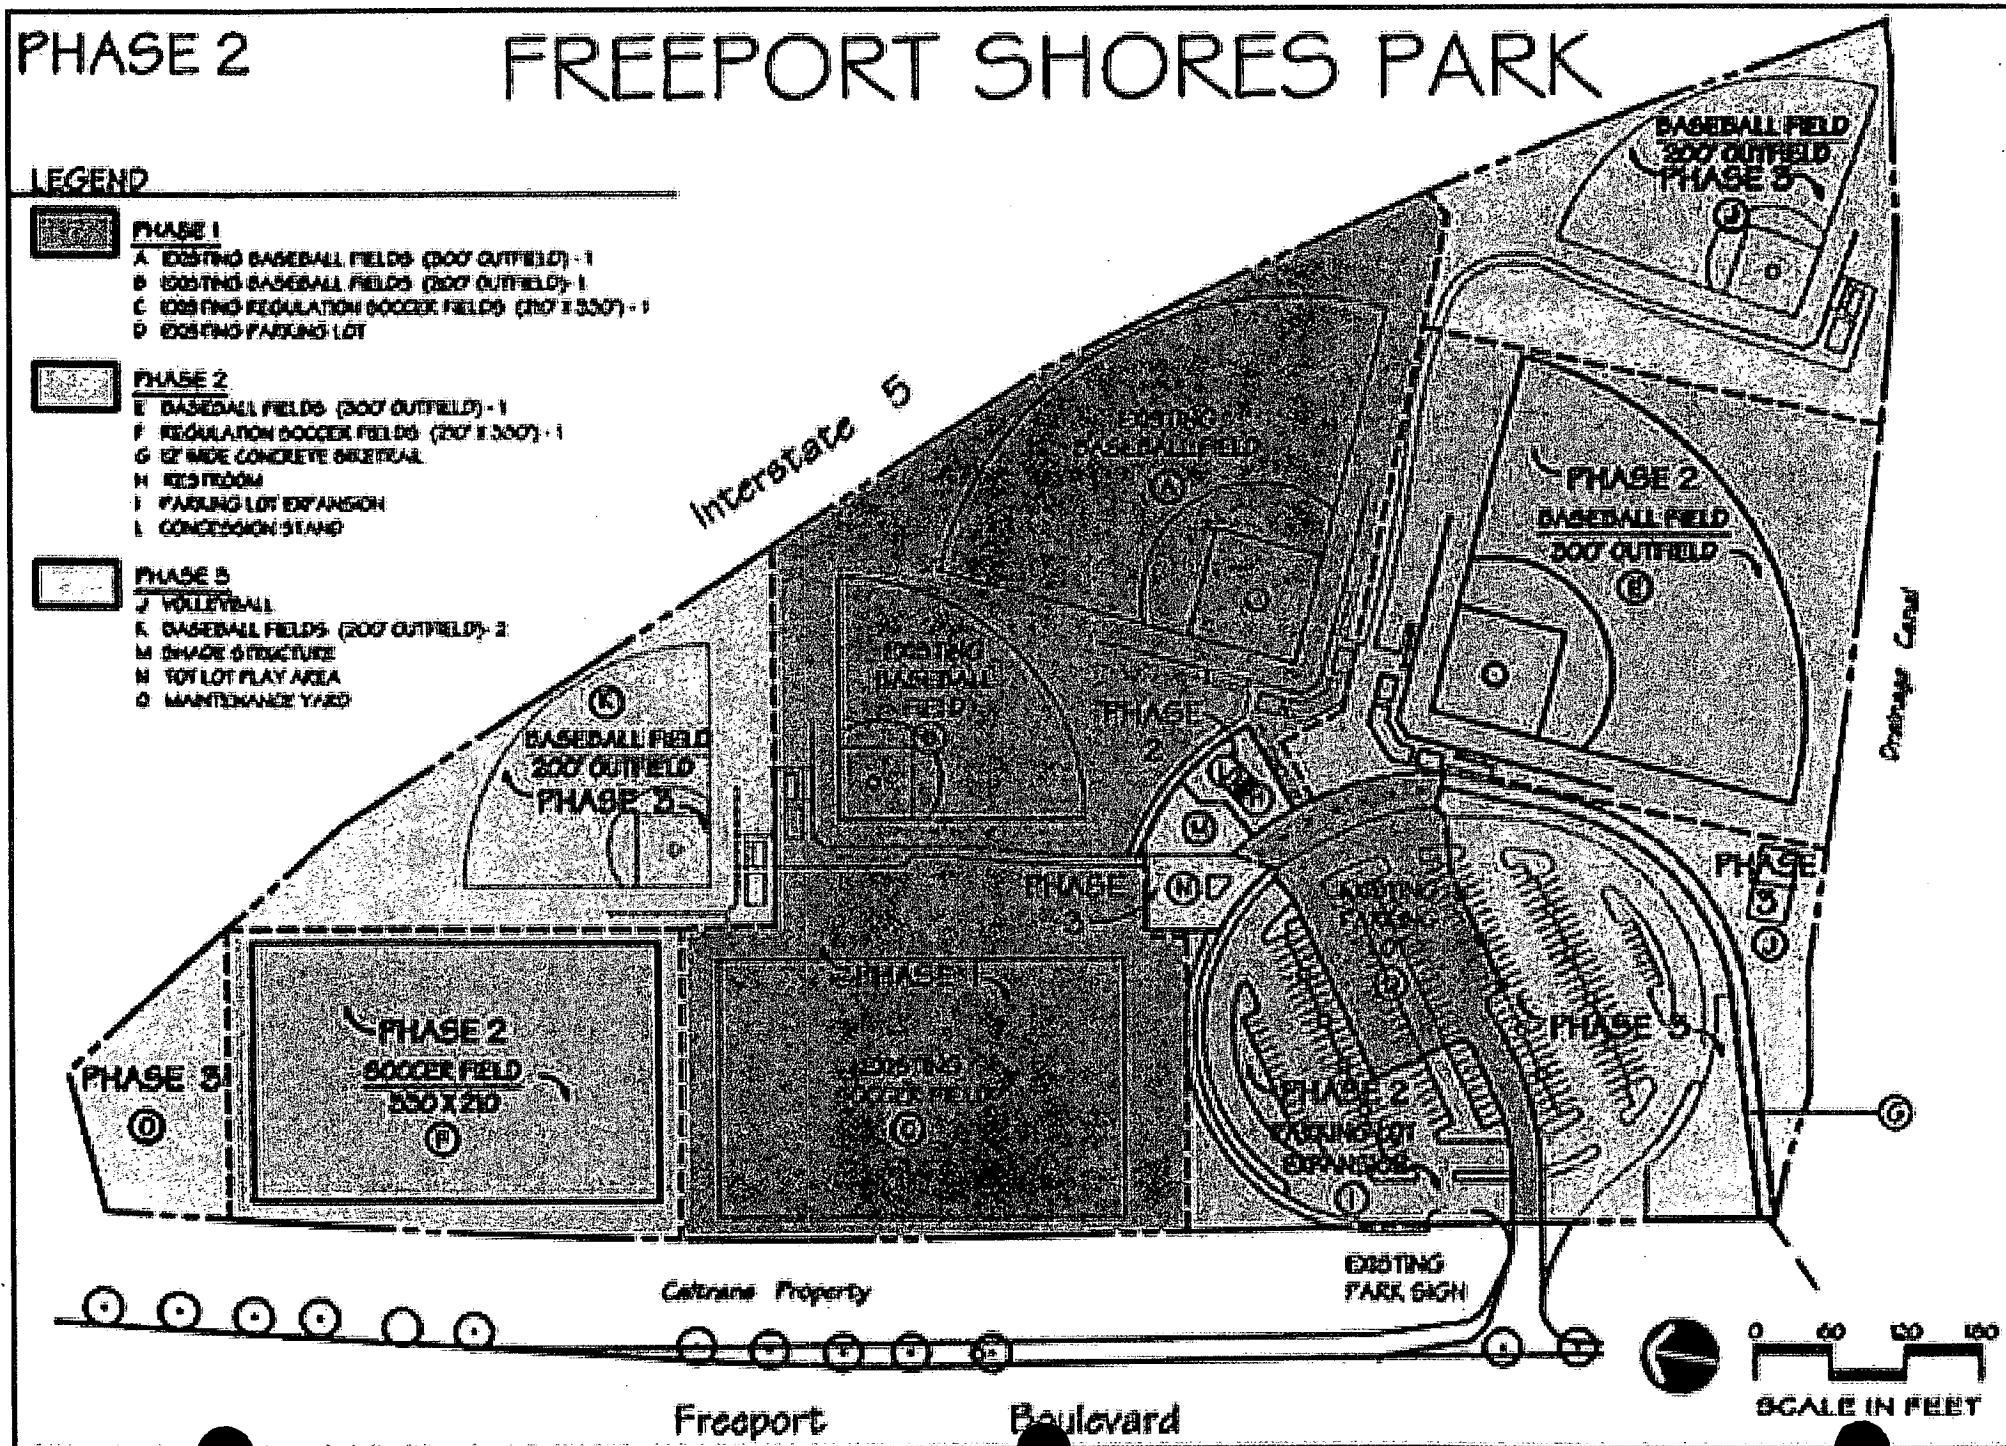 PHASE 2
FREEPORT SHORES PARK
LEGEND
PHASE 1
A EXISTING BASEBALL FIELDS (300' OUTFIELD) - 1
B EXISTING BASEBALL FIELDS (200' OUTFIELD) - 1
C EXISTING REGULATION SOCCER FIELDS (210' X 330') - 1
D EXISTING PARKING LOT
PHASE 2
E BASEBALL FIELDS (300' OUTFIELD) - 1
F REGULATION SOCCER FIELDS (210' X 330') - 1
G 12' WIDE CONCRETE BIKETRAIL
H RESTROOM
I PARKING LOT EXPANSION
L CONCESSION STAND
PHASE 3
J VOLLEYBALL
K BASEBALL FIELDS (200' OUTFIELD) - 2
M SHADE STRUCTURE
N TOT LOT PLAY AREA
O MAINTENANCE YARD
Interstate 5
BASEBALL FIELD
200' OUTFIELD
PHASE 3
EXISTING
BASEBALL FIELD
A
PHASE 2
BASEBALL FIELD
300' OUTFIELD
E
Drainage Canal
EXISTING
BASEBALL
FIELD
B
K
BASEBALL FIELD
200' OUTFIELD
PHASE 3
PHASE
2
L
H
M
PHASE
3
N
EXISTING
PARKING
LOT
D
PHASE
3
J
PHASE 1
EXISTING
SOCCER FIELD
C
PHASE 2
SOCCER FIELD
330 X 210
F
PHASE 3
O
PHASE 3
PHASE 2
PARKING LOT
EXPANSION
I
G
EXISTING
PARK SIGN
Caltrans Property
Freeport Boulevard
0 60 120 180
SCALE IN FEET